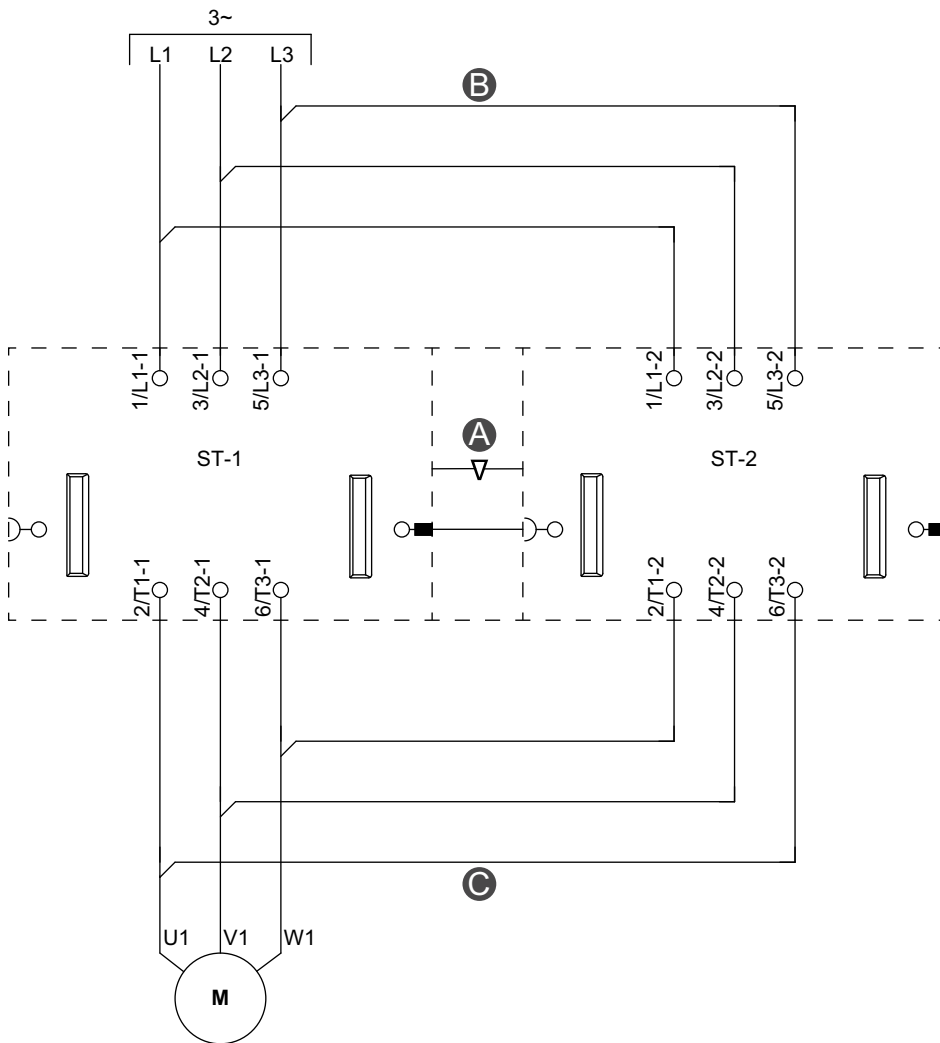 3~
L1 L2 L3
B
1/L1-1 3/L2-1 5/L3-1 1/L1-2 3/L2-2 5/L3-2
A
ST-1 ST-2
2/T1-1 4/T2-1 6/T3-1 2/T1-2 4/T2-2 6/T3-2
C
U1 V1 W1
M